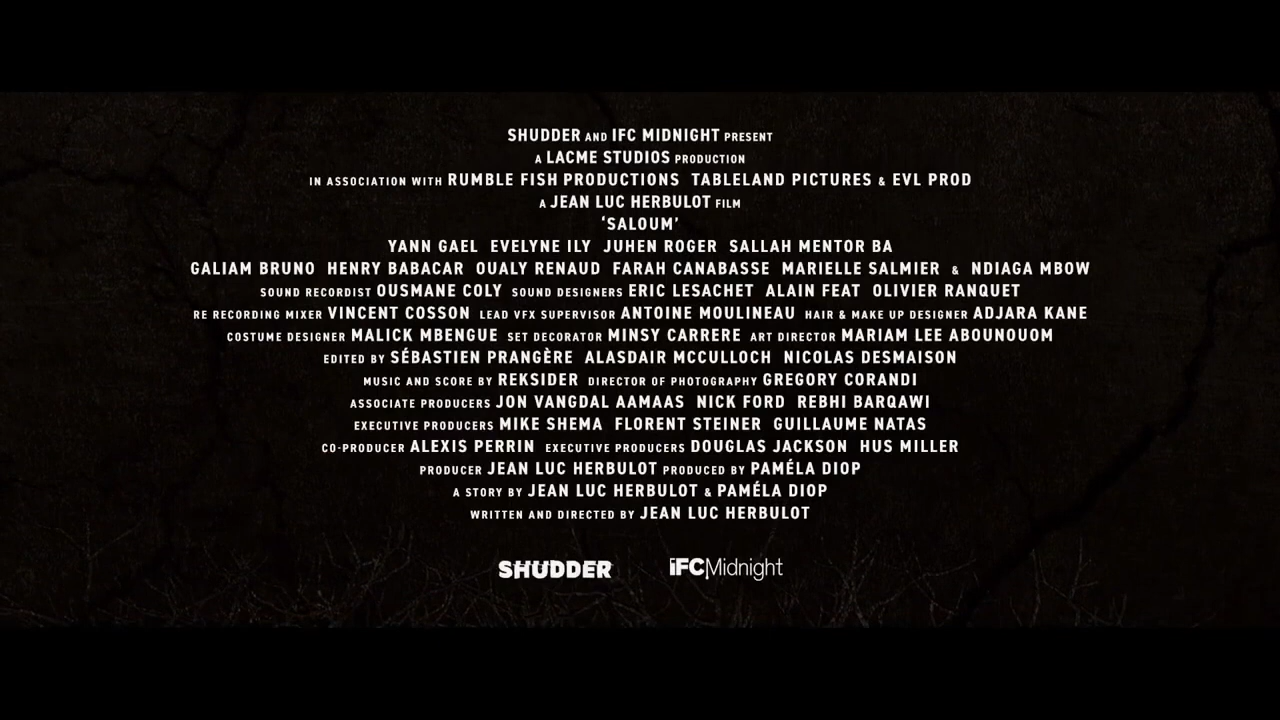 SHUDDER AND IFC MIDNIGHT PRESENT
A LACME STUDIOS PRODUCTION
IN ASSOCIATION WITH RUMBLE FISH PRODUCTIONS TABLELAND PICTURES & EVL PROD
A JEAN LUC HERBULOT FILM
‘SALOUM’
YANN GAEL EVELYNE ILY JUHEN ROGER SALLAH MENTOR BA
GALIAM BRUNO HENRY BABACAR OUALY RENAUD FARAH CANABASSE MARIELLE SALMIER & NDIAGA MBOW
SOUND RECORDIST OUSMANE COLY SOUND DESIGNERS ERIC LESACHET ALAIN FEAT OLIVIER RANQUET
RE RECORDING MIXER VINCENT COSSON LEAD VFX SUPERVISOR ANTOINE MOULINEAU HAIR & MAKE UP DESIGNER ADJARA KANE
COSTUME DESIGNER MALICK MBENGUE SET DECORATOR MINSY CARRERE ART DIRECTOR MARIAM LEE ABOUNOUOM
EDITED BY SÉBASTIEN PRANGÈRE ALASDAIR MCCULLOCH NICOLAS DESMAISON
MUSIC AND SCORE BY REKSIDER DIRECTOR OF PHOTOGRAPHY GREGORY CORANDI
ASSOCIATE PRODUCERS JON VANGDAL AAMAAS NICK FORD REBHI BARQAWI
EXECUTIVE PRODUCERS MIKE SHEMA FLORENT STEINER GUILLAUME NATAS
CO-PRODUCER ALEXIS PERRIN EXECUTIVE PRODUCERS DOUGLAS JACKSON HUS MILLER
PRODUCER JEAN LUC HERBULOT PRODUCED BY PAMÉLA DIOP
A STORY BY JEAN LUC HERBULOT & PAMÉLA DIOP
WRITTEN AND DIRECTED BY JEAN LUC HERBULOT
SHUDDER IFC Midnight